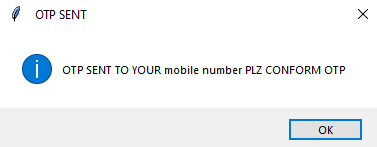 OTP SENT
OTP SENT TO YOUR mobile number PLZ CONFORM OTP
OK